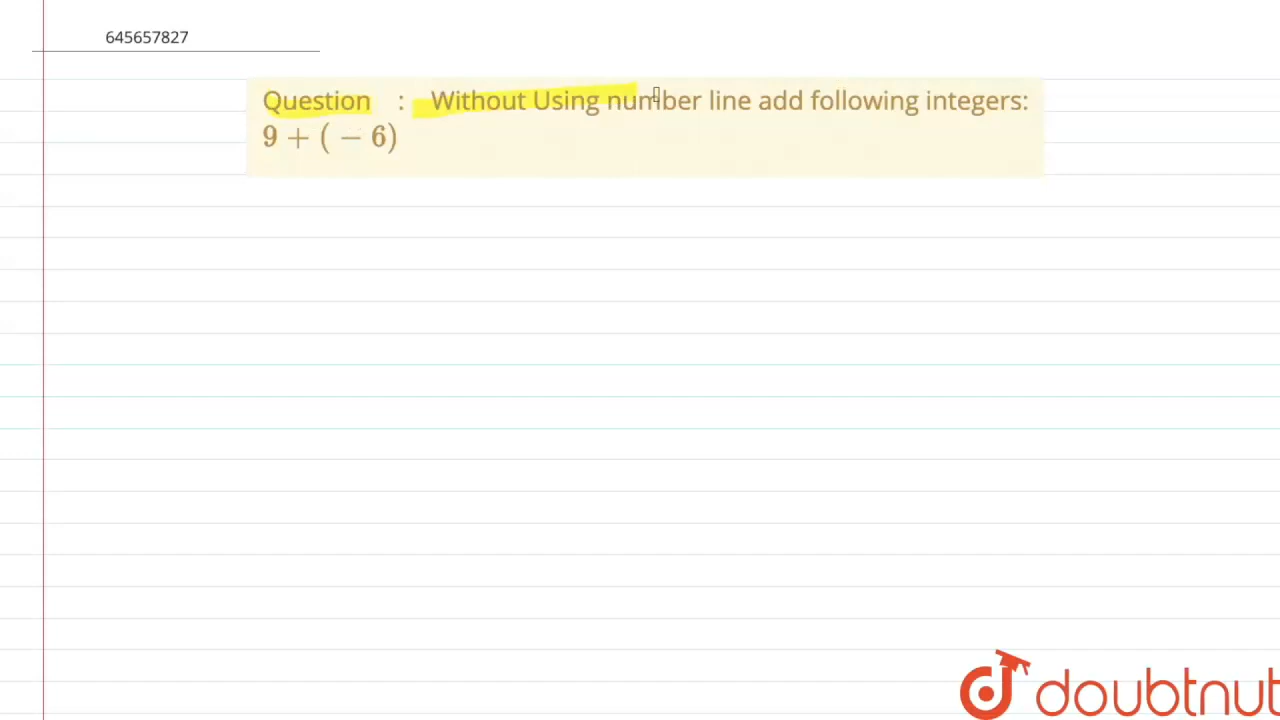 645657827
Question : Without Using number line add following integers:
9 + ( − 6)
doubtnut